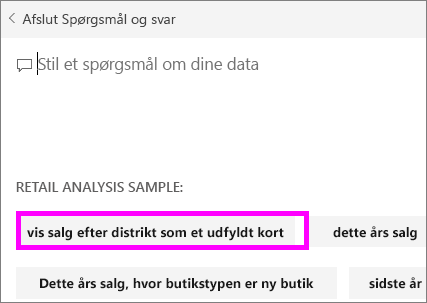 Afslut Spørgsmål og svar
Stil et spørgsmål om dine data
RETAIL ANALYSIS SAMPLE:
vis salg efter distrikt som et udfyldt kort
dette års salg
Dette års salg, hvor butikstypen er ny butik
sidste år